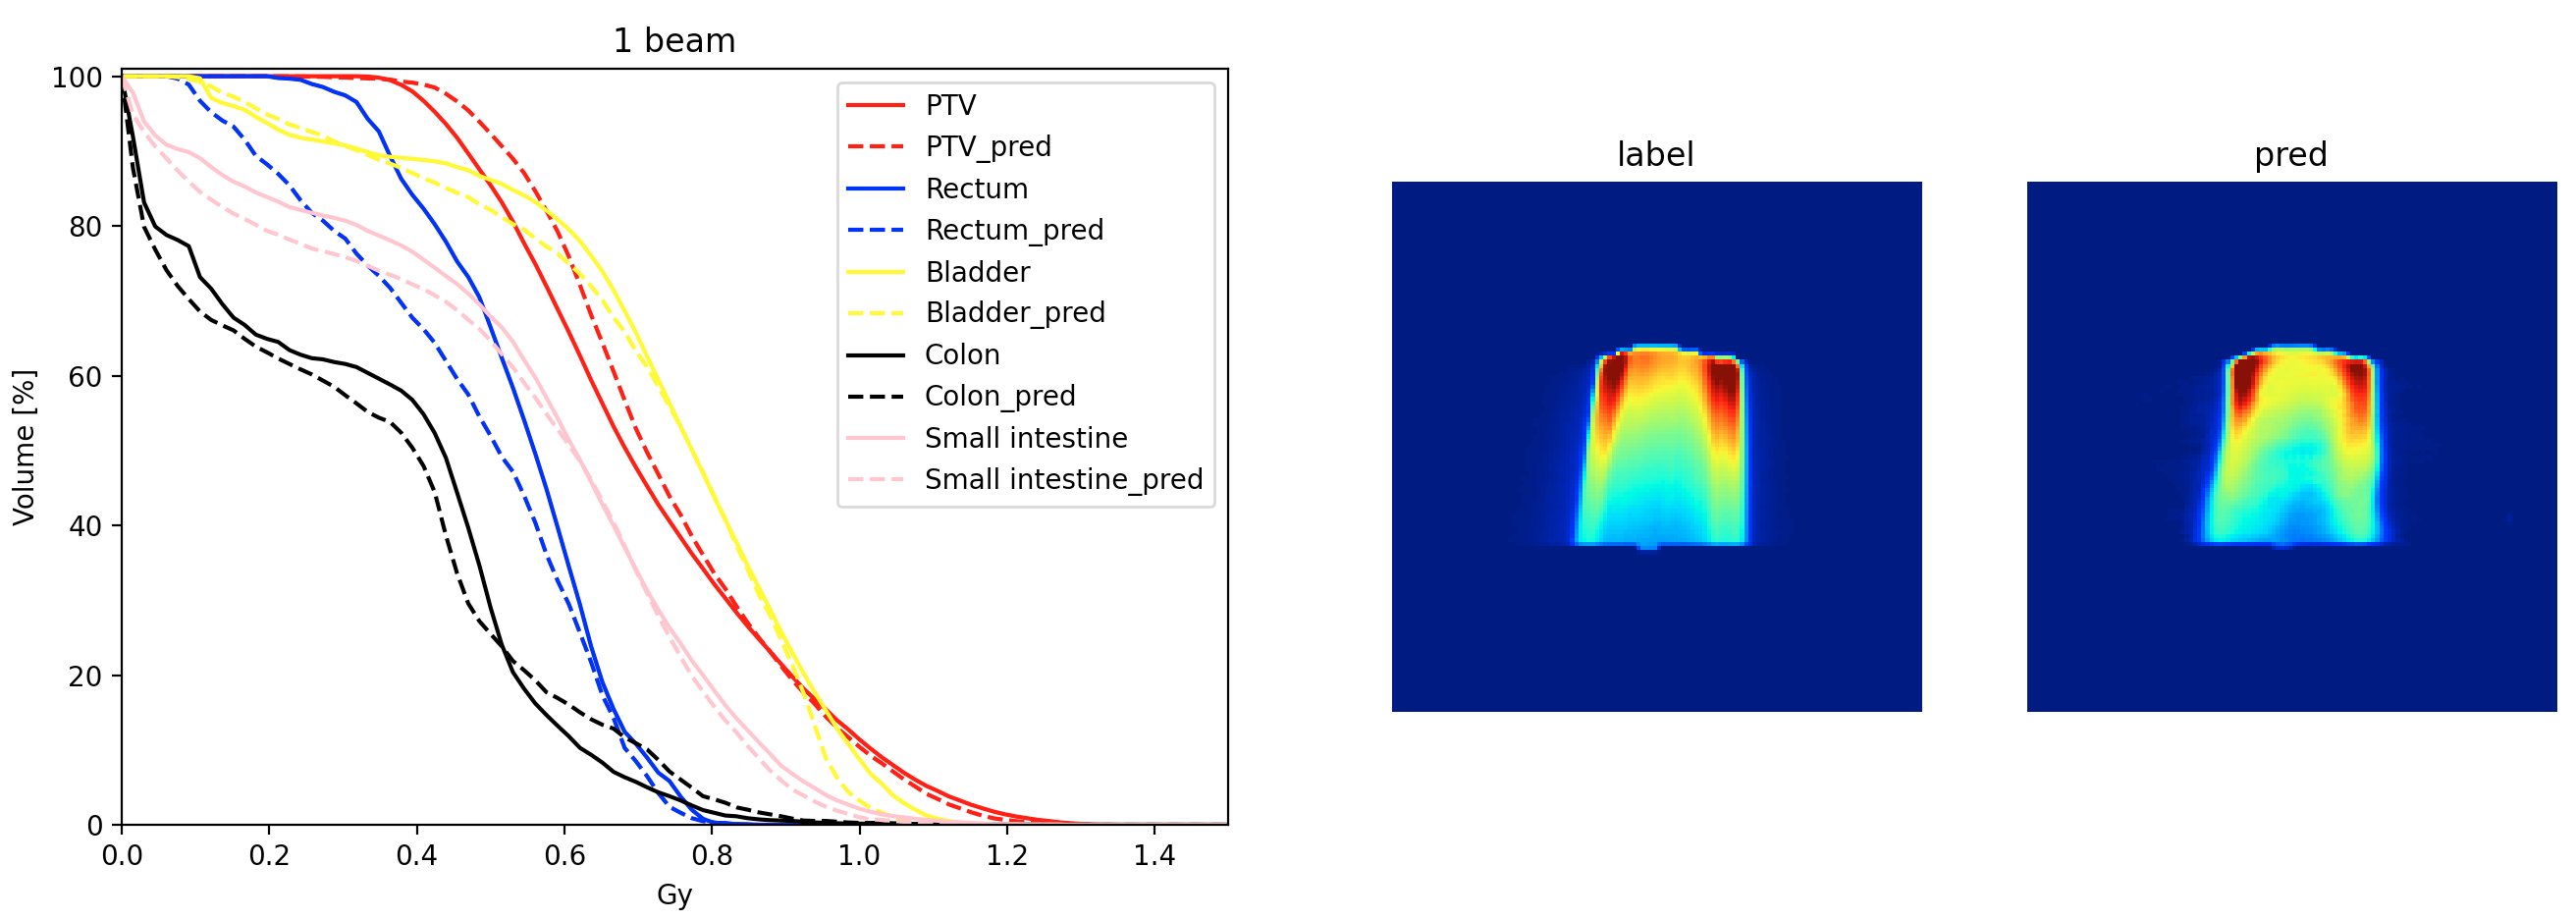 1 beam
100
80
60
40
20
0
Volume [%]
0.0 0.2 0.4 0.6 0.8 1.0 1.2 1.4
Gy
PTV
PTV_pred
Rectum
Rectum_pred
Bladder
Bladder_pred
Colon
Colon_pred
Small intestine
Small intestine_pred
label
pred